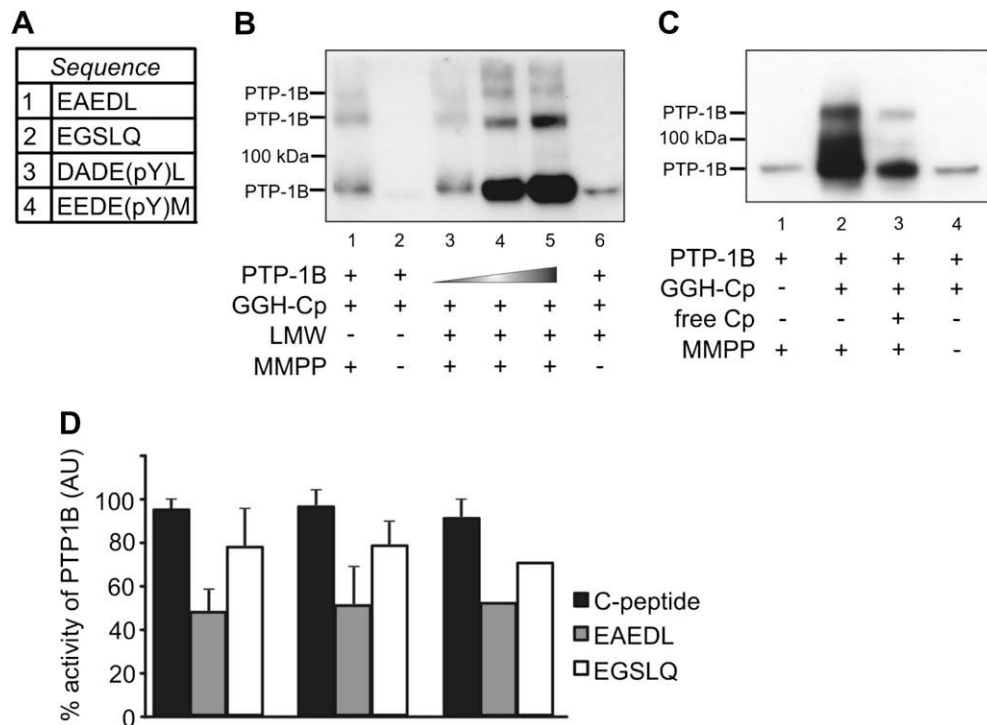 A
Sequence
1 EAEDL
2 EGSLQ
3 DADE(pY)L
4 EEDE(pY)M
B
PTP-1B
PTP-1B
100 kDa
PTP-1B
1 2 3 4 5 6
PTP-1B + + +
GGH-Cp + + + + + +
LMW - - + + + +
MMPP + - + + + -
C
PTP-1B
100 kDa
PTP-1B
1 2 3 4
PTP-1B + + + +
GGH-Cp - + + +
free Cp - - + -
MMPP + + + -
D
% activity of PTP1B (AU)
100
80
60
40
20
0
C-peptide
EAEDL
EGSLQ